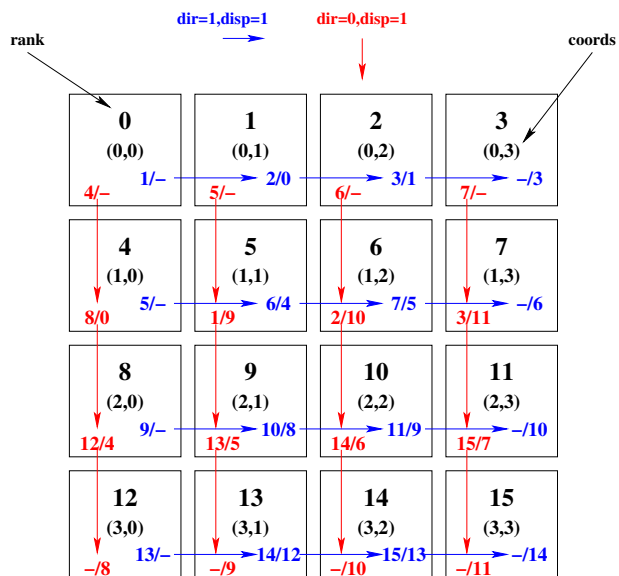 dir=1,disp=1 dir=0,disp=1
rank coords
0 1 2 3
(0,0) (0,1) (0,2) (0,3)
1/− 2/0 3/1 −/3
4/− 5/− 6/− 7/−
4 5 6 7
(1,0) (1,1) (1,2) (1,3)
5/− 6/4 7/5 −/6
8/0 1/9 2/10 3/11
8 9 10 11
(2,0) (2,1) (2,2) (2,3)
9/− 10/8 11/9 −/10
12/4 13/5 14/6 15/7
12 13 14 15
(3,0) (3,1) (3,2) (3,3)
13/− 14/12 15/13 −/14
−/8 −/9 −/10 −/11